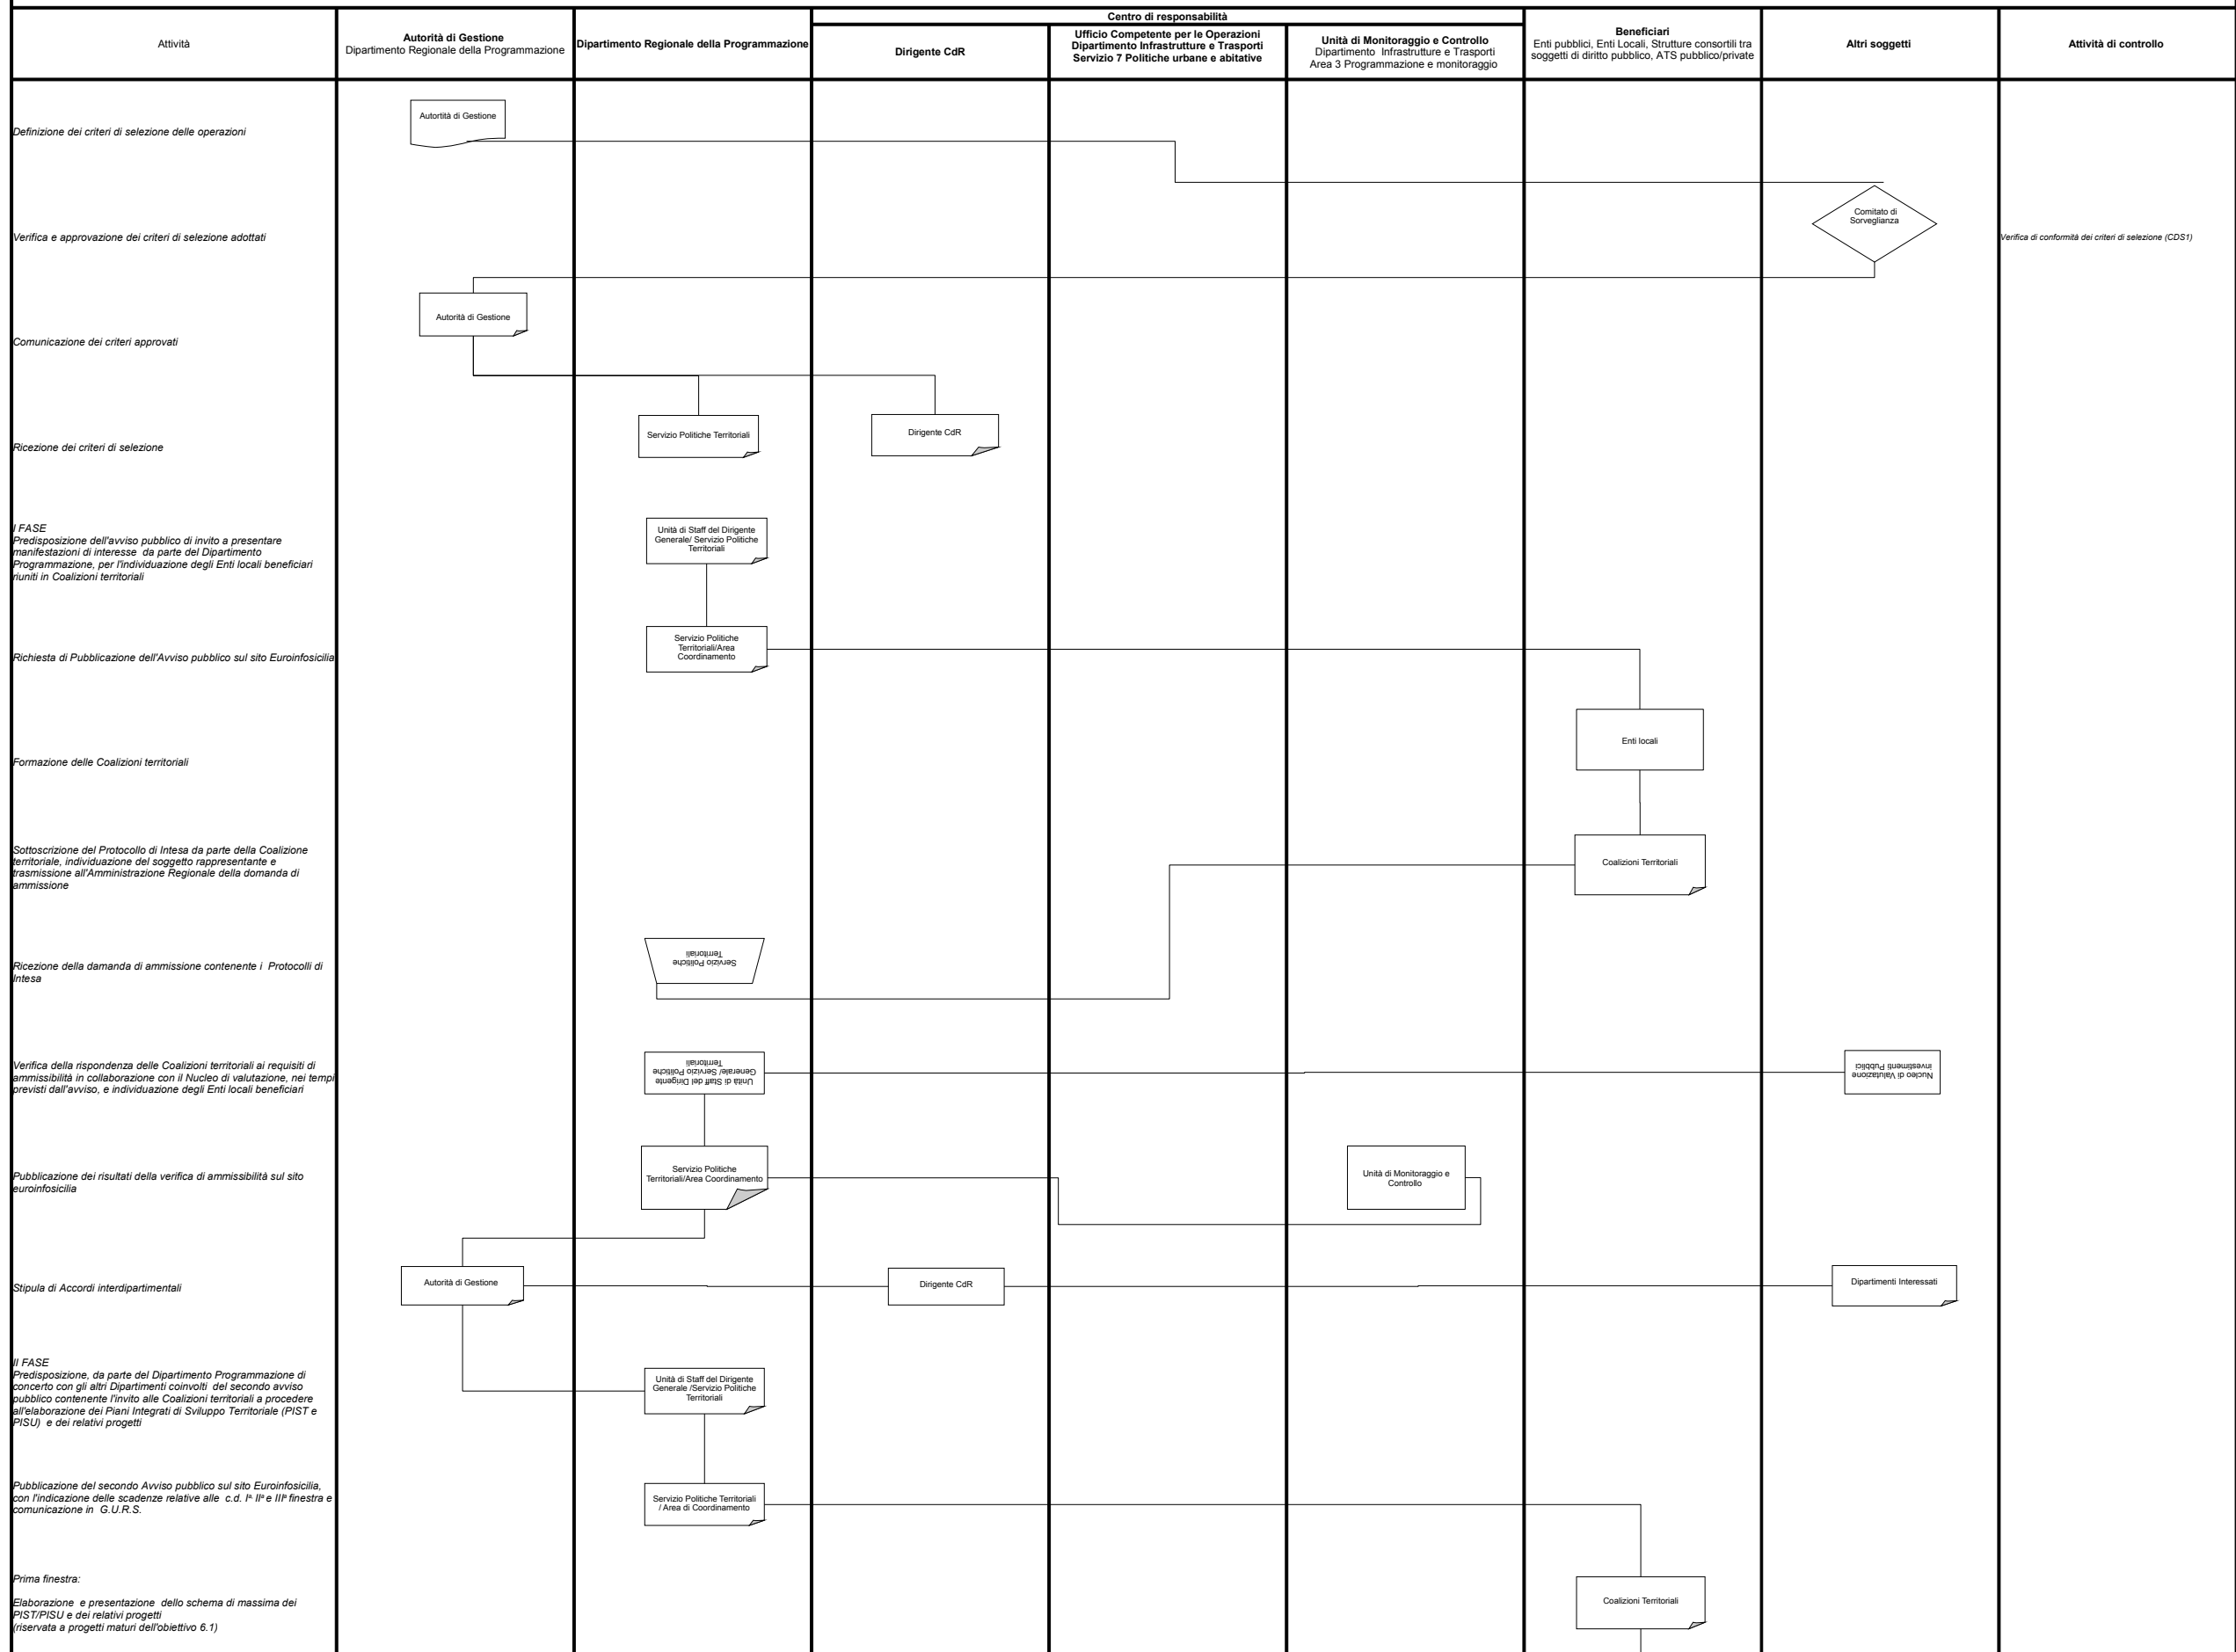 Centro di responsabilità
Attività
Autorità di Gestione
Dipartimento Regionale della Programmazione
Dipartimento Regionale della Programmazione
Dirigente CdR
Ufficio Competente per le Operazioni
Dipartimento Infrastrutture e Trasporti
Servizio 7 Politiche urbane e abitative
Unità di Monitoraggio e Controllo
Dipartimento Infrastrutture e Trasporti
Area 3 Programmazione e monitoraggio
Beneficiari
Enti pubblici, Enti Locali, Strutture consortili tra
soggetti di diritto pubblico, ATS pubblico/private
Altri soggetti
Attività di controllo
Definizione dei criteri di selezione delle operazioni
Autortità di Gestione
Verifica e approvazione dei criteri di selezione adottati
Comitato di
Sorveglianza
Verifica di conformità dei criteri di selezione (CDS1)
Comunicazione dei criteri approvati
Autorità di Gestione
Ricezione dei criteri di selezione
Servizio Politiche Territoriali
Dirigente CdR
I FASE
Predisposizione dell'avviso pubblico di invito a presentare
manifestazioni di interesse da parte del Dipartimento
Programmazione, per l'individuazione degli Enti locali beneficiari
riuniti in Coalizioni territoriali
Unità di Staff del Dirigente
Generale/ Servizio Politiche
Territoriali
Richiesta di Pubblicazione dell'Avviso pubblico sul sito Euroinfosicilia
Servizio Politiche
Territoriali/Area
Coordinamento
Formazione delle Coalizioni territoriali
Enti locali
Sottoscrizione del Protocollo di Intesa da parte della Coalizione
territoriale, individuazione del soggetto rappresentante e
trasmissione all'Amministrazione Regionale della domanda di
ammissione
Coalizioni Territoriali
Ricezione della damanda di ammissione contenente i Protocolli di
Intesa
Servizio Politiche
Territoriali
Verifica della rispondenza delle Coalizioni territoriali ai requisiti di
ammissibilità in collaborazione con il Nucleo di valutazione, nei tempi
previsti dall'avviso, e individuazione degli Enti locali beneficiari
Unità di Staff del Dirigente
Generale/ Servizio Politiche
Territoriali
Nucleo di Valutazione
investimenti Pubblici
Pubblicazione dei risultati della verifica di ammissibilità sul sito
euroinfosicilia
Servizio Politiche
Territoriali/Area Coordinamento
Unità di Monitoraggio e
Controllo
Stipula di Accordi interdipartimentali
Autorità di Gestione
Dirigente CdR
Dipartimenti Interessati
II FASE
Predisposizione, da parte del Dipartimento Programmazione di
concerto con gli altri Dipartimenti coinvolti del secondo avviso
pubblico contenente l'invito alle Coalizioni territoriali a procedere
all'elaborazione dei Piani Integrati di Sviluppo Territoriale (PIST e
PISU) e dei relativi progetti
Unità di Staff del Dirigente
Generale /Servizio Politiche
Territoriali
Pubblicazione del secondo Avviso pubblico sul sito Euroinfosicilia,
con l'indicazione delle scadenze relative alle c.d. Iª IIª e IIIª finestra e
comunicazione in G.U.R.S.
Servizio Politiche Territoriali
/ Area di Coordinamento
Prima finestra:
Elaborazione e presentazione dello schema di massima dei
PIST/PISU e dei relativi progetti
(riservata a progetti maturi dell'obiettivo 6.1)
Coalizioni Territoriali